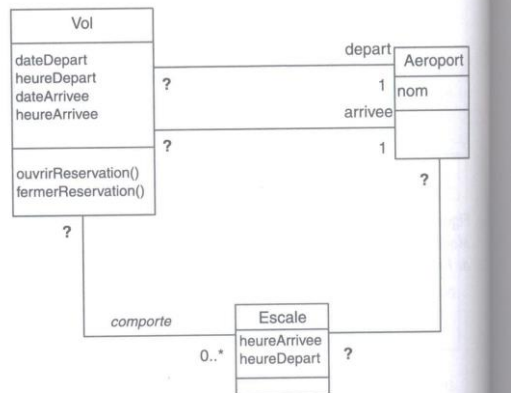 Vol
dateDepart
heureDepart
dateArrivee
heureArrivee
ouvrirReservation()
fermerReservation()
depart
?
1
arrivee
?
1
Aeroport
nom
?
?
comporte
0..*
Escale
heureArrivee
heureDepart
?